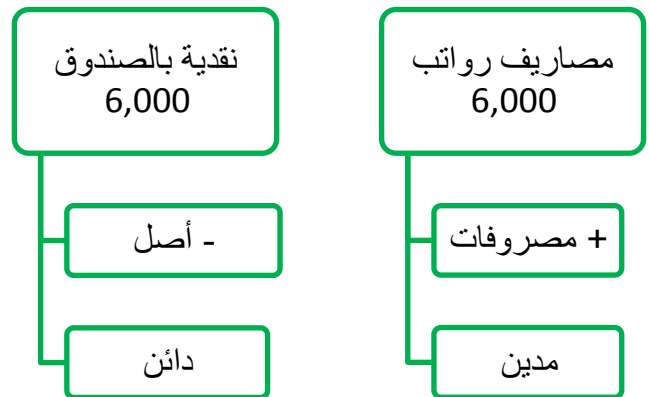 مصاريف رواتب
6,000
+ مصروفات
مدين
نقدية بالصندوق
6,000
- أصل
دائن